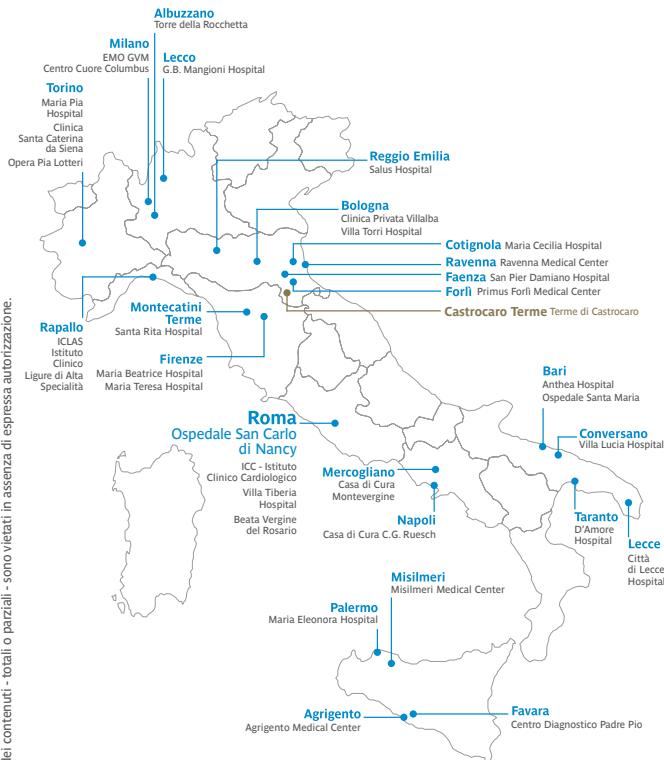 Albuzzano
Torre della Rocchetta
Milano
EMO GVM
Centro Cuore Columbus
Lecco
G.B. Mangioni Hospital
Torino
Maria Pia
Hospital
Clinica
Santa Caterina
da Siena
Opera Pia Lotteri
Reggio Emilia
Salus Hospital
Bologna
Clinica Privata Villalba
Villa Torri Hospital
Cotignola Maria Cecilia Hospital
Ravenna Ravenna Medical Center
Faenza San Pier Damiano Hospital
Forlì Primus Forlì Medical Center
Castrocaro Terme Terme di Castrocaro
Rapallo
ICLAS
Istituto
Clinico
Ligure di Alta
Specialità
Montecatini
Terme
Santa Rita Hospital
Firenze
Maria Beatrice Hospital
Maria Teresa Hospital
Roma
Ospedale San Carlo
di Nancy
ICC - Istituto
Clinico Cardiologico
Villa Tiberia
Hospital
Beata Vergine
del Rosario
Bari
Anthea Hospital
Ospedale Santa Maria
Conversano
Villa Lucia Hospital
Mercogliano
Casa di Cura
Montevergine
Napoli
Casa di Cura C.G. Ruesch
Taranto
D'Amore
Hospital
Lecce
Città
di Lecce
Hospital
Misilmeri
Misilmeri Medical Center
Palermo
Maria Eleonora Hospital
Agrigento
Agrigento Medical Center
Favara
Centro Diagnostico Padre Pio
lei contenuti - totali o parziali - sono vietati in assenza di espressa autorizzazione.